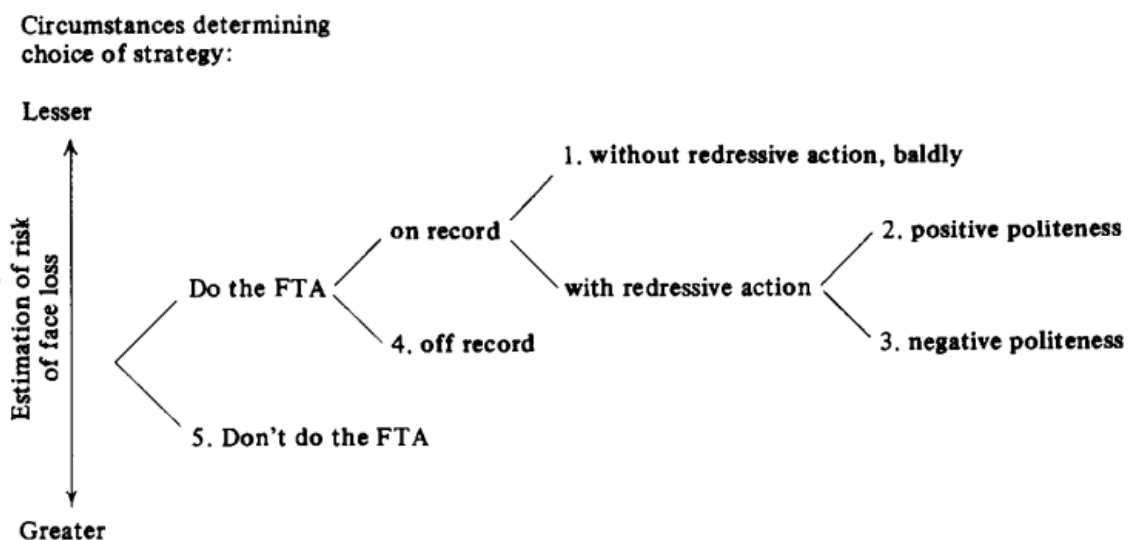 Circumstances determining
choice of strategy:
Lesser
Estimation of risk
of face loss
1. without redressive action, baldly
on record
2. positive politeness
Do the FTA
with redressive action
4. off record
3. negative politeness
5. Don't do the FTA
Greater